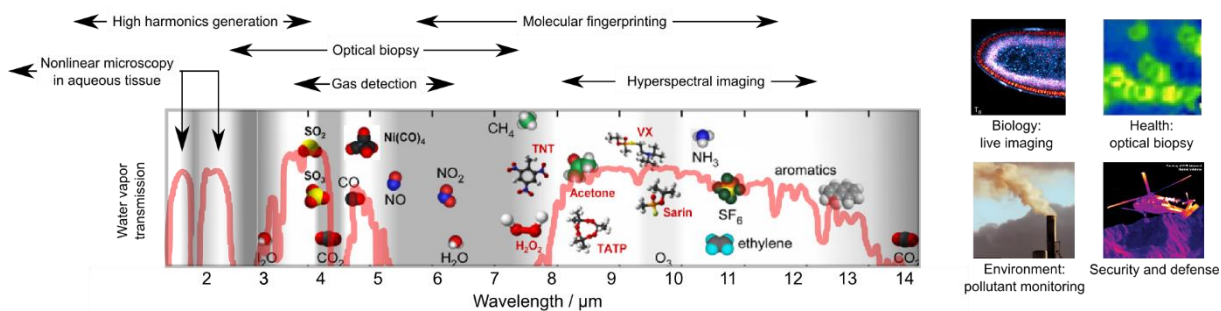 High harmonics generation
Molecular fingerprinting
Optical biopsy
Nonlinear microscopy
in aqueous tissue
Gas detection
Hyperspectral imaging
Water vapor
transmission
SO2
Ni(CO)4
SO3
CO
NO
NO2
CH4
TNT
H2O2
Acetone
TATP
VX
Sarin
NH3
SF6
ethylene
aromatics
2O
CO2
H2O
O3
CO2
2 3 4 5 6 7 8 9 10 11 12 13 14
Wavelength / μm
Biology:
live imaging
Health:
optical biopsy
Environment:
pollutant monitoring
Security and defense